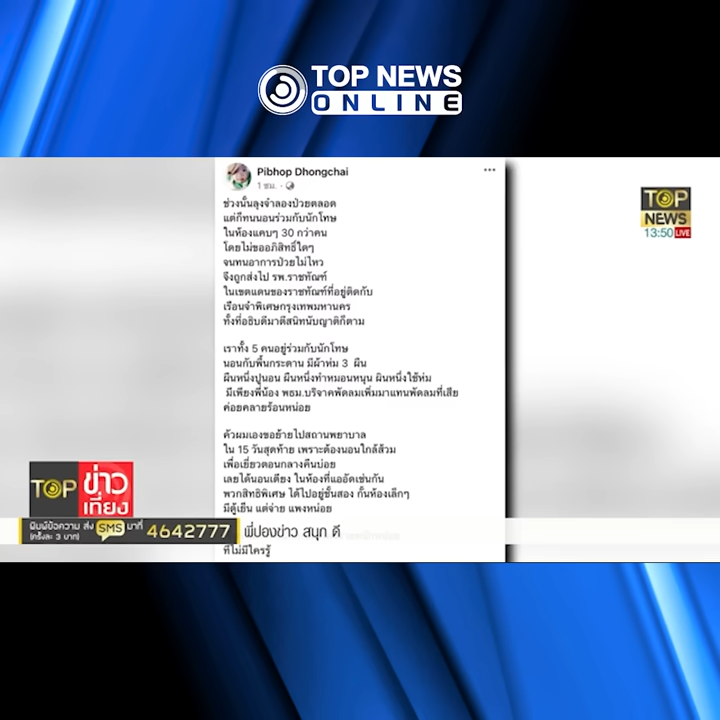 TOP NEWS
ONLINE
Pibhop Dhongchai
1 ชม. ·
ช่วงนั้นลุงจำลองป่วยตลอด
แต่ก็ทนนอนร่วมกับนักโทษ
ในห้องแคบๆ 30 กว่าคน
โดยไม่ขออภิสิทธิ์ใดๆ
จนทนอาการป่วยไม่ไหว
จึงถูกส่งไป รพ.ราชทัณฑ์
ในเขตแดนของราชทัณฑ์ที่อยู่ติดกับ
เรือนจำพิเศษกรุงเทพมหานคร
ทั้งที่อธิบดีมาดีสนิทนับญาติก็ตาม
เราทั้ง 5 คนอยู่ร่วมกับนักโทษ
นอนกับพื้นกระดาน มีผ้าห่ม 3 ผืน
ผืนหนึ่งปูนอน ผืนหนึ่งทำหมอนหนุน ผืนหนึ่งใช้ห่ม
มีเพียงพี่น้อง พธม.บริจาคพัดลมเพิ่มมาแทนพัดลมที่เสีย
ค่อยคลายร้อนหน่อย
ตัวผมเองขอย้ายไปสถานพยาบาล
ใน 15 วันสุดท้าย เพราะต้องนอนใกล้ส้วม
เพื่อเยี่ยวตอนกลางคืนบ่อย
เลยได้นอนเตียง ในห้องที่แออัดเช่นกัน
พวกสิทธิพิเศษ ได้ไปอยู่ชั้นสอง กั้นห้องเล็กๆ
มีตู้เย็น แต่จ่าย แพงหน่อย
ที่ไม่มีใครรู้
TOP
NEWS
13:50 LIVE
TOP ข่าวเที่ยง
พิมพ์ข้อความ ส่ง SMS มาที่ 4642777
(ครั้งละ 3 บาท)
พี่ปองข่าว สนุก ดี